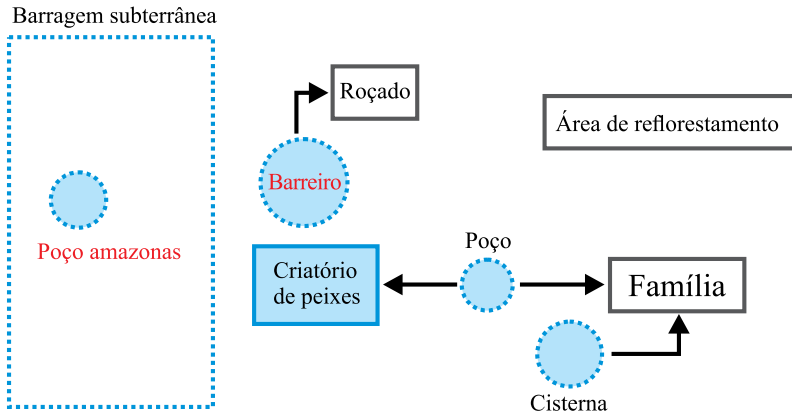 Barragem subterrânea
Roçado
Área de reflorestamento
Barreiro
Poço amazonas
Poço
Criatório
de peixes
Família
Cisterna